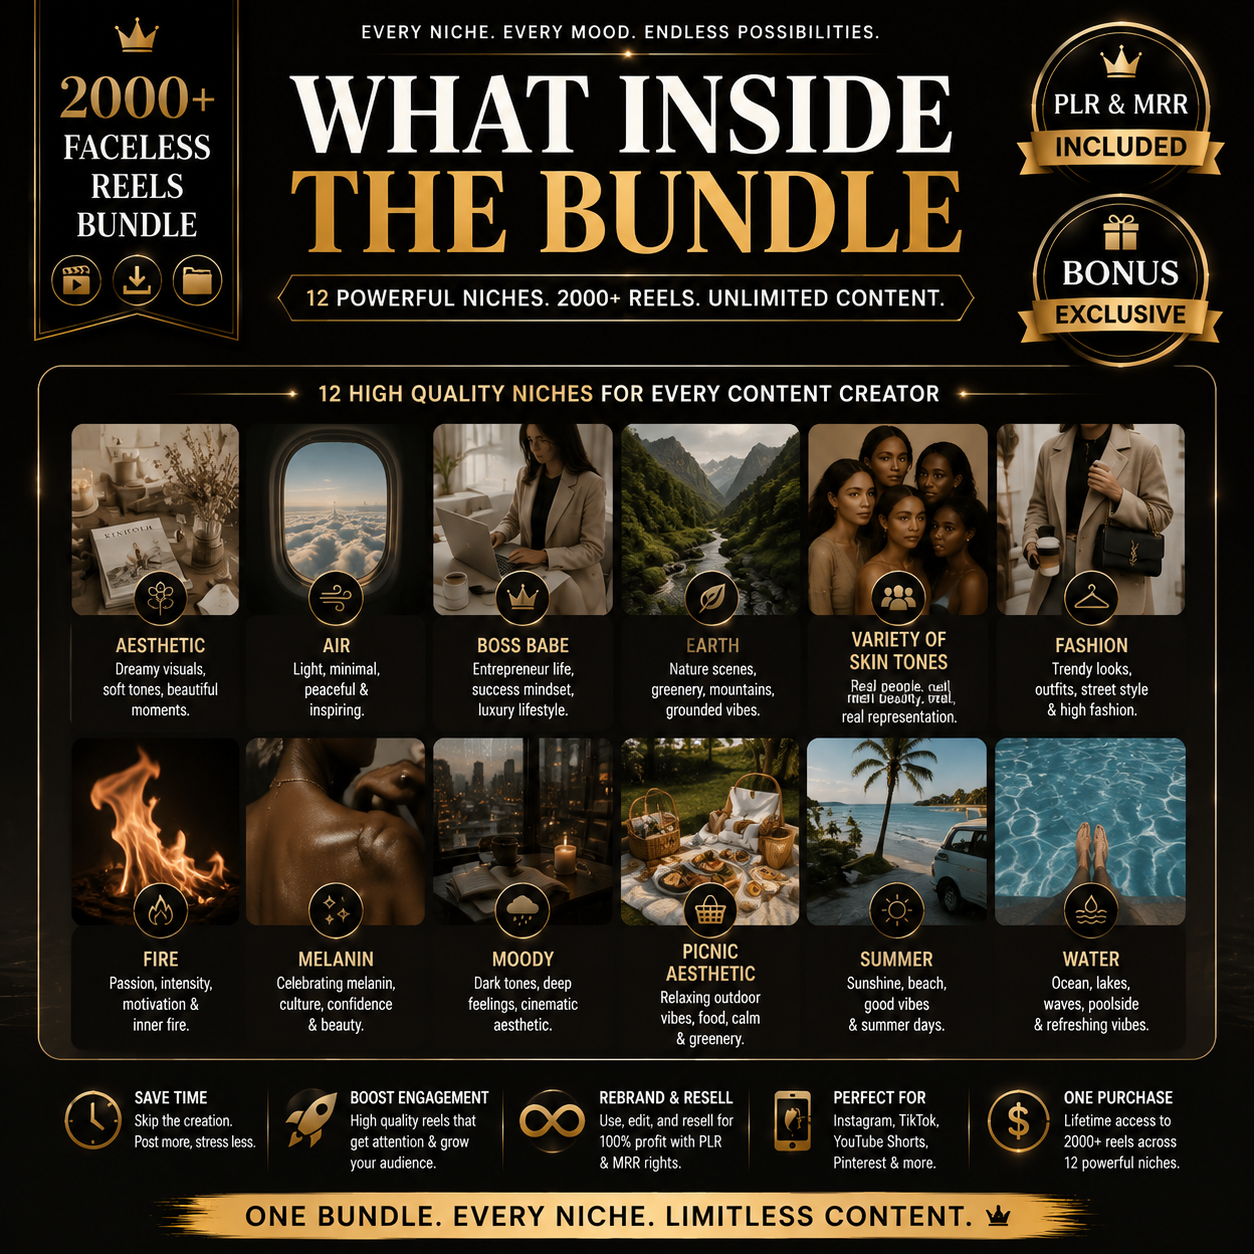 EVERY NICHE. EVERY MOOD. ENDLESS POSSIBILITIES.
2000+
FACELESS
REELS
BUNDLE
WHAT INSIDE
THE BUNDLE
12 POWERFUL NICHES. 2000+ REELS. UNLIMITED CONTENT.
PLR & MRR
INCLUDED
BONUS
EXCLUSIVE
12 HIGH QUALITY NICHES FOR EVERY CONTENT CREATOR
AESTHETIC
Dreamy visuals,
soft tones, beautiful
moments.
AIR
Light, minimal,
peaceful &
inspiring.
BOSS BABE
Entrepreneur life,
success mindset,
luxury lifestyle.
EARTH
Nature scenes,
greenery, mountains,
grounded vibes.
VARIETY OF
SKIN TONES
Real people,
beauty,
real representation.
FASHION
Trendy looks,
outfits, street style
& high fashion.
FIRE
Passion, intensity,
motivation &
inner fire.
MELANIN
Celebrating melanin,
culture, confidence
& beauty.
MOODY
Dark tones, deep
feelings, cinematic
aesthetic.
PICNIC
AESTHETIC
Relaxing outdoor
vibes, food, calm
& greenery.
SUMMER
Sunshine, beach,
good vibes
& summer days.
WATER
Ocean, lakes,
waves, poolside
& refreshing vibes.
SAVE TIME
Skip the creation.
Post more, stress less.
BOOST ENGAGEMENT
High quality reels that
get attention & grow
your audience.
REBRAND & RESELL
Use, edit, and resell for
100% profit with PLR
& MRR rights.
PERFECT FOR
Instagram, TikTok,
YouTube Shorts,
Pinterest & more.
ONE PURCHASE
Lifetime access to
2000+ reels across
12 powerful niches.
ONE BUNDLE. EVERY NICHE. LIMITLESS CONTENT.